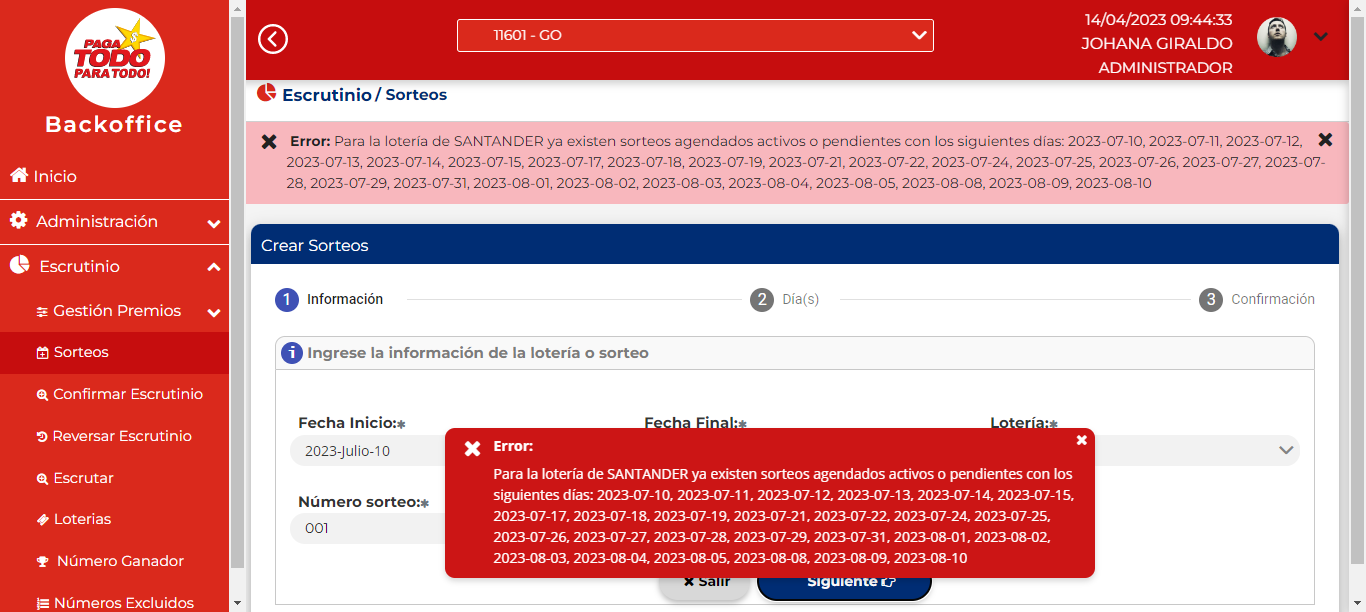 PAGA
TODO
PARA TODO!
Backoffice
Inicio
Administración
Escrutinio
Gestión Premios
Sorteos
Confirmar Escrutinio
Reversar Escrutinio
Escrutar
Loterias
Número Ganador
Números Excluidos
11601 - GO
14/04/2023 09:44:33
JOHANA GIRALDO
ADMINISTRADOR
Escrutinio / Sorteos
Error: Para la lotería de SANTANDER ya existen sorteos agendados activos o pendientes con los siguientes días: 2023-07-10, 2023-07-11, 2023-07-12,
2023-07-13, 2023-07-14, 2023-07-15, 2023-07-17, 2023-07-18, 2023-07-19, 2023-07-21, 2023-07-22, 2023-07-24, 2023-07-25, 2023-07-26, 2023-07-27, 2023-07-
28, 2023-07-29, 2023-07-31, 2023-08-01, 2023-08-02, 2023-08-03, 2023-08-04, 2023-08-05, 2023-08-08, 2023-08-09, 2023-08-10
Crear Sorteos
1 Información
2 Día(s)
3 Confirmación
Ingrese la información de la lotería o sorteo
Fecha Inicio:*
2023-Julio-10
Fecha Final:*
Lotería:*
Número sorteo:*
001
Error:
Para la lotería de SANTANDER ya existen sorteos agendados activos o pendientes con los
siguientes días: 2023-07-10, 2023-07-11, 2023-07-12, 2023-07-13, 2023-07-14, 2023-07-15,
2023-07-17, 2023-07-18, 2023-07-19, 2023-07-21, 2023-07-22, 2023-07-24, 2023-07-25,
2023-07-26, 2023-07-27, 2023-07-28, 2023-07-29, 2023-07-31, 2023-08-01, 2023-08-02,
2023-08-03, 2023-08-04, 2023-08-05, 2023-08-08, 2023-08-09, 2023-08-10
Salir
Siguiente